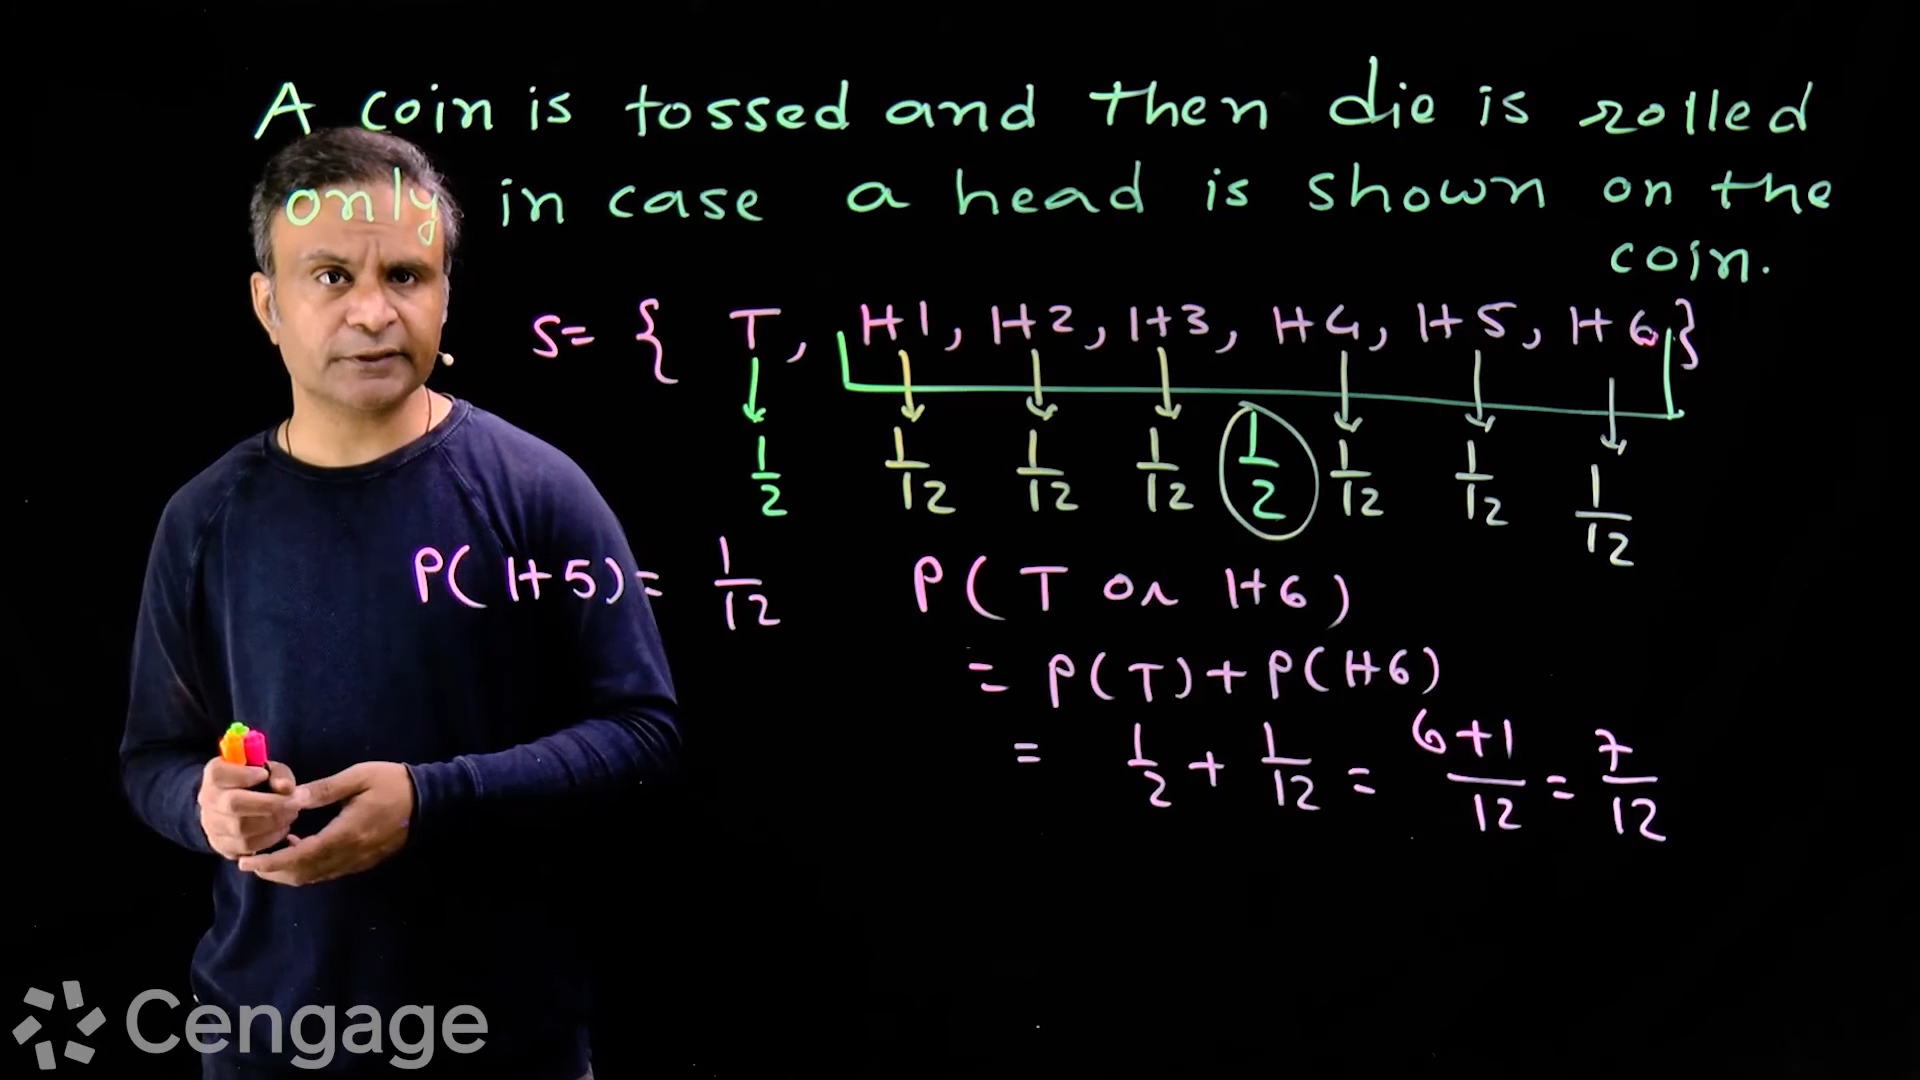 A coin is tossed and then die is rolled
only in case a head is shown on the
coin.
S = { T, H1, H2, H3, H4, H5, H6 }
1/2 1/12 1/12 1/12 1/2 1/12 1/12 1/12
P(H5) = 1/12
P(T or H6)
= P(T) + P(H6)
= 1/2 + 1/12 = 6+1/12 = 7/12
Cengage